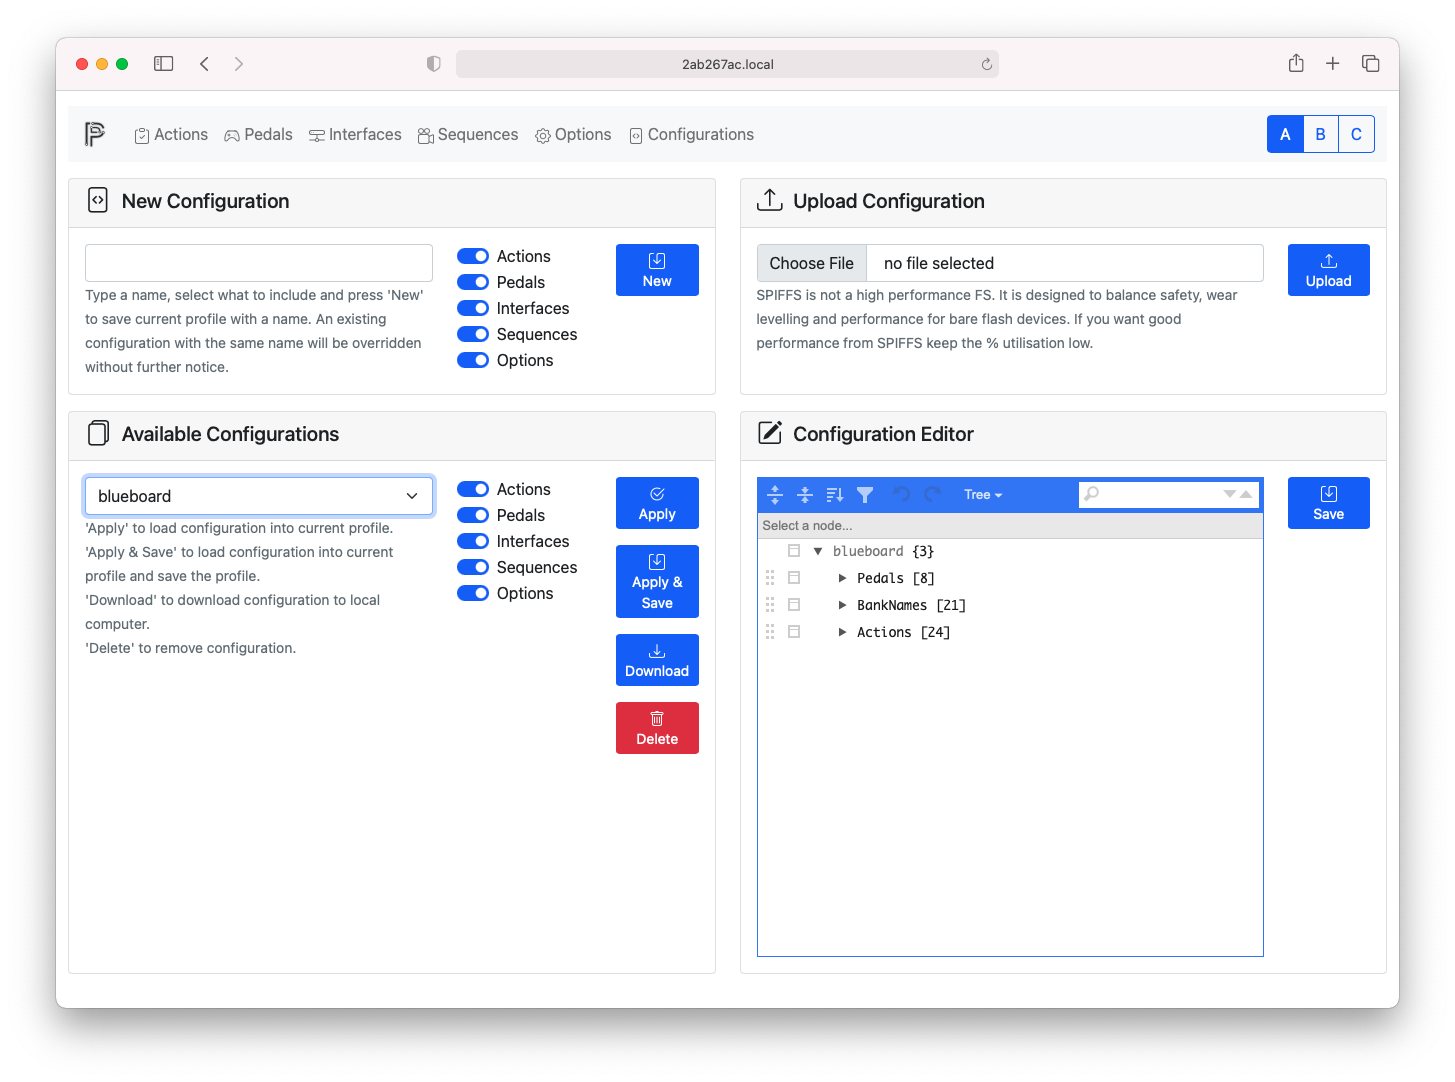 2ab267ac.local
Actions Pedals Interfaces Sequences Options Configurations
A B C
New Configuration
Type a name, select what to include and press 'New'
to save current profile with a name. An existing
configuration with the same name will be overridden
without further notice.
Actions
Pedals
Interfaces
Sequences
Options
New
Upload Configuration
Choose File no file selected
SPIFFS is not a high performance FS. It is designed to balance safety, wear
levelling and performance for bare flash devices. If you want good
performance from SPIFFS keep the % utilisation low.
Upload
Available Configurations
blueboard
'Apply' to load configuration into current profile.
'Apply & Save' to load configuration into current
profile and save the profile.
'Download' to download configuration to local
computer.
'Delete' to remove configuration.
Actions
Pedals
Interfaces
Sequences
Options
Apply
Apply &
Save
Download
Delete
Configuration Editor
Tree
Select a node...
blueboard {3}
Pedals [8]
BankNames [21]
Actions [24]
Save